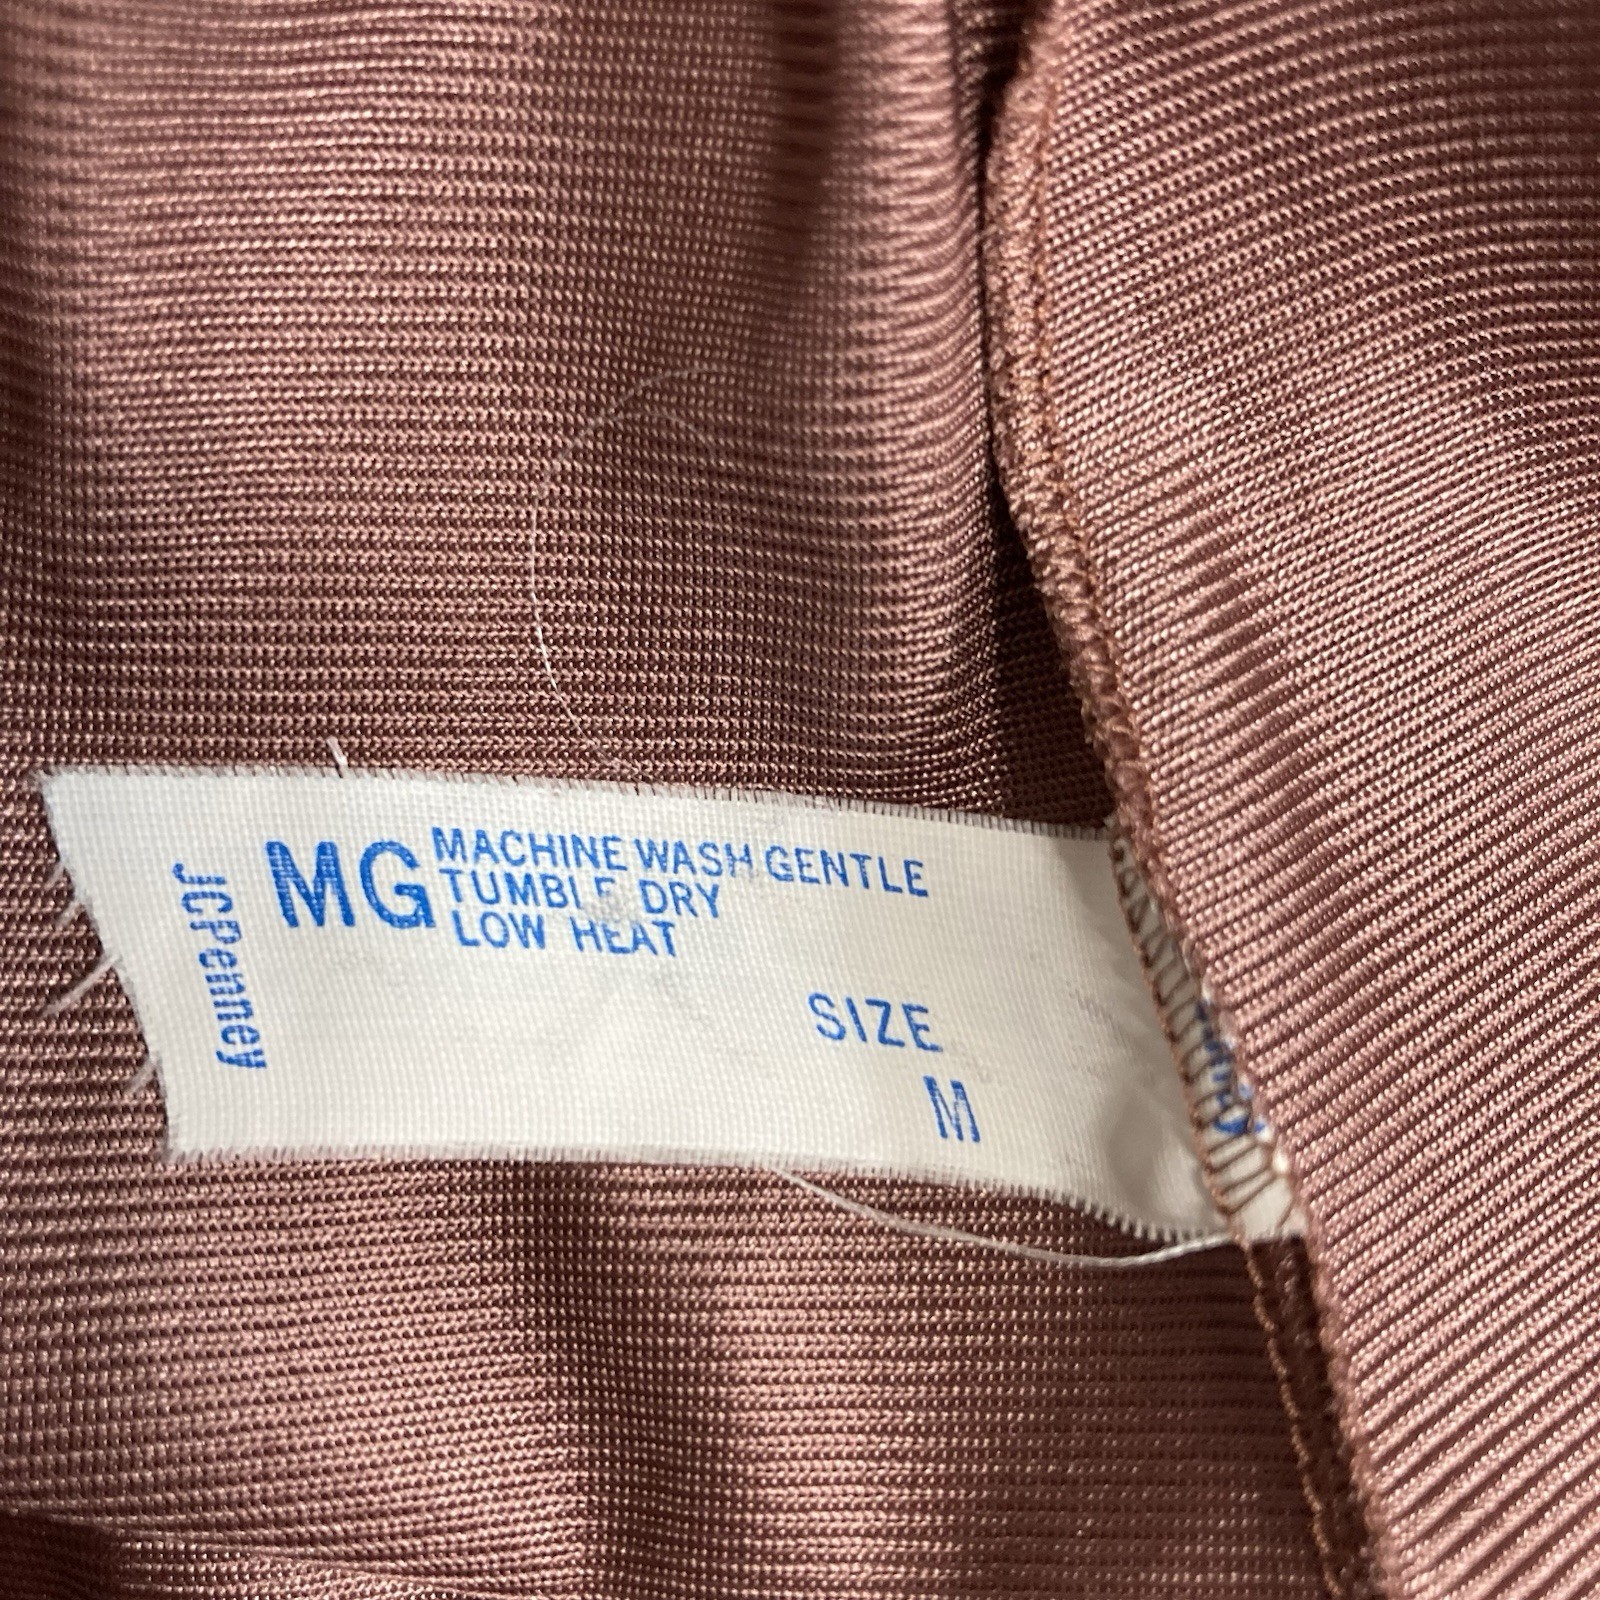 JCPenney
MG
MACHINE WASH GENTLE
TUMBLE DRY
LOW HEAT
SIZE
M